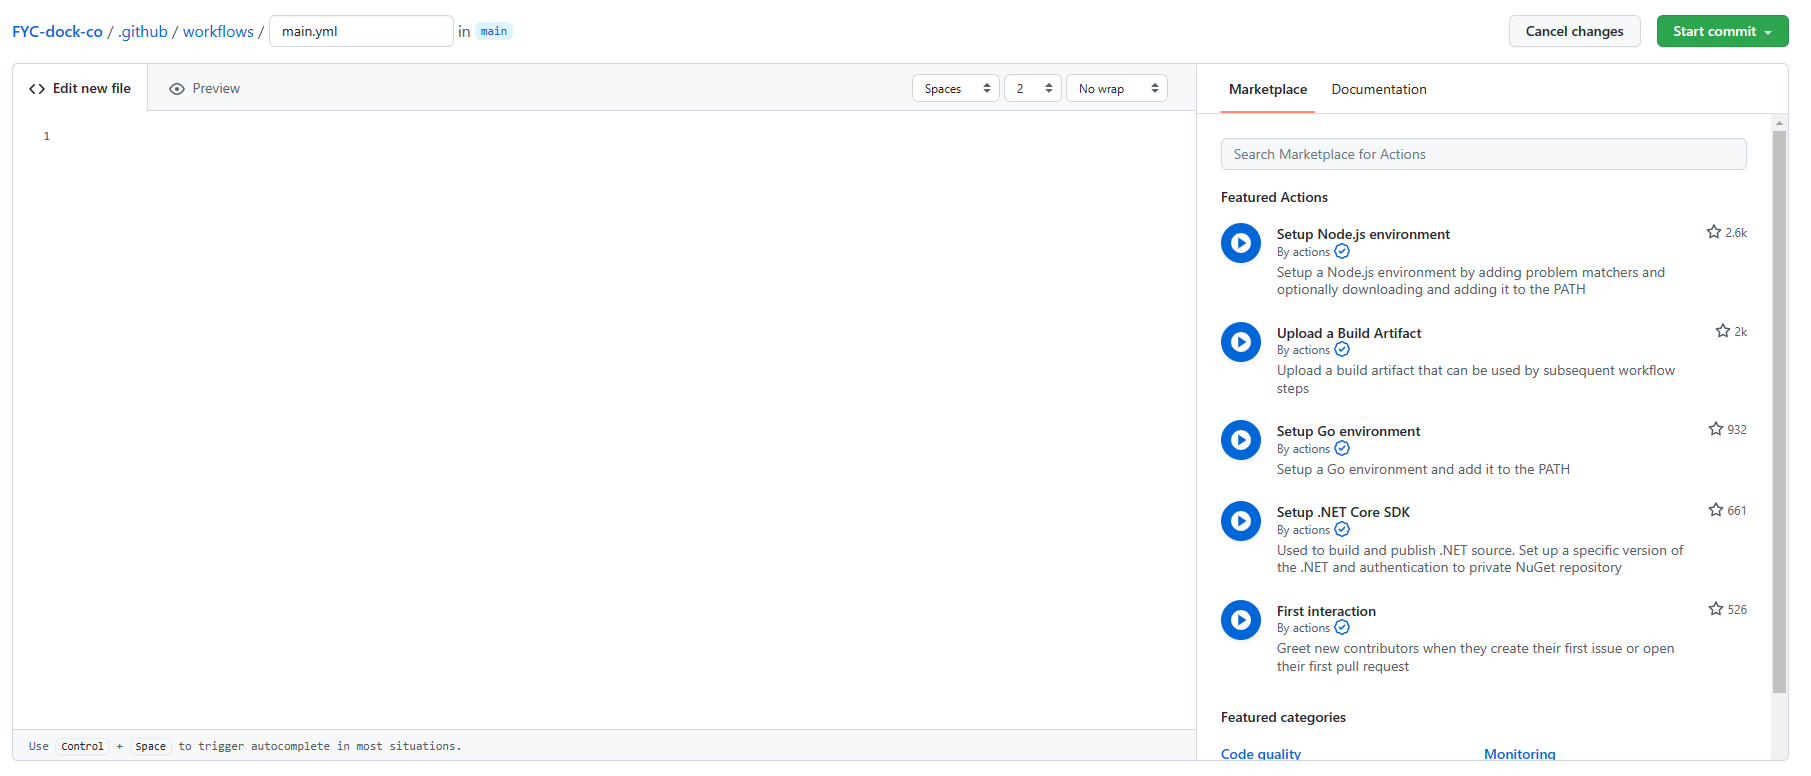 FYC-dock-co / .github / workflows / main.yml in main
Cancel changes
Start commit
Edit new file
Preview
Spaces
2
No wrap
Marketplace
Documentation
1
Search Marketplace for Actions
Featured Actions
Setup Node.js environment
2.6k
By actions
Setup a Node.js environment by adding problem matchers and
optionally downloading and adding it to the PATH
Upload a Build Artifact
2k
By actions
Upload a build artifact that can be used by subsequent workflow
steps
Setup Go environment
932
By actions
Setup a Go environment and add it to the PATH
Setup .NET Core SDK
661
By actions
Used to build and publish .NET source. Set up a specific version of
the .NET and authentication to private NuGet repository
First interaction
526
By actions
Greet new contributors when they create their first issue or open
their first pull request
Featured categories
Code quality
Monitoring
Use Control + Space to trigger autocomplete in most situations.